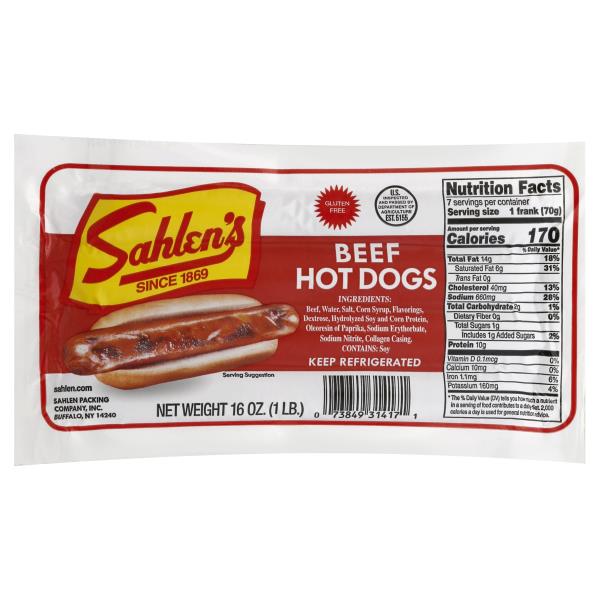 Sahlen's
SINCE 1869
GLUTEN
FREE
U.S.
INSPECTED
AND PASSED BY
DEPARTMENT OF
AGRICULTURE
EST. 5155
BEEF
HOT DOGS
INGREDIENTS:
Beef, Water, Salt, Corn Syrup, Flavorings,
Dextrose, Hydrolyzed Soy and Corn Protein,
Oleoresin of Paprika, Sodium Erythorbate,
Sodium Nitrite, Collagen Casing.
CONTAINS: Soy
KEEP REFRIGERATED
Serving Suggestion
sahlen.com
SAHLEN PACKING
COMPANY, INC.
BUFFALO, NY 14240
NET WEIGHT 16 OZ. (1 LB.)
0 73849 31417 1
Nutrition Facts
7 servings per container
Serving size 1 frank (70g)
Amount per serving
Calories 170
% Daily Value*
Total Fat 14g 18%
Saturated Fat 6g 31%
Trans Fat 0g
Cholesterol 40mg 13%
Sodium 660mg 28%
Total Carbohydrate 2g 1%
Dietary Fiber 0g 0%
Total Sugars 1g
Includes 1g Added Sugars 2%
Protein 10g
Vitamin D 0.1mcg 0%
Calcium 10mg 0%
Iron 1.1mg 6%
Potassium 160mg 4%
*The % Daily Value (DV) tells you how much a nutrient
in a serving of food contributes to a daily diet. 2,000
calories a day is used for general nutrition advice.